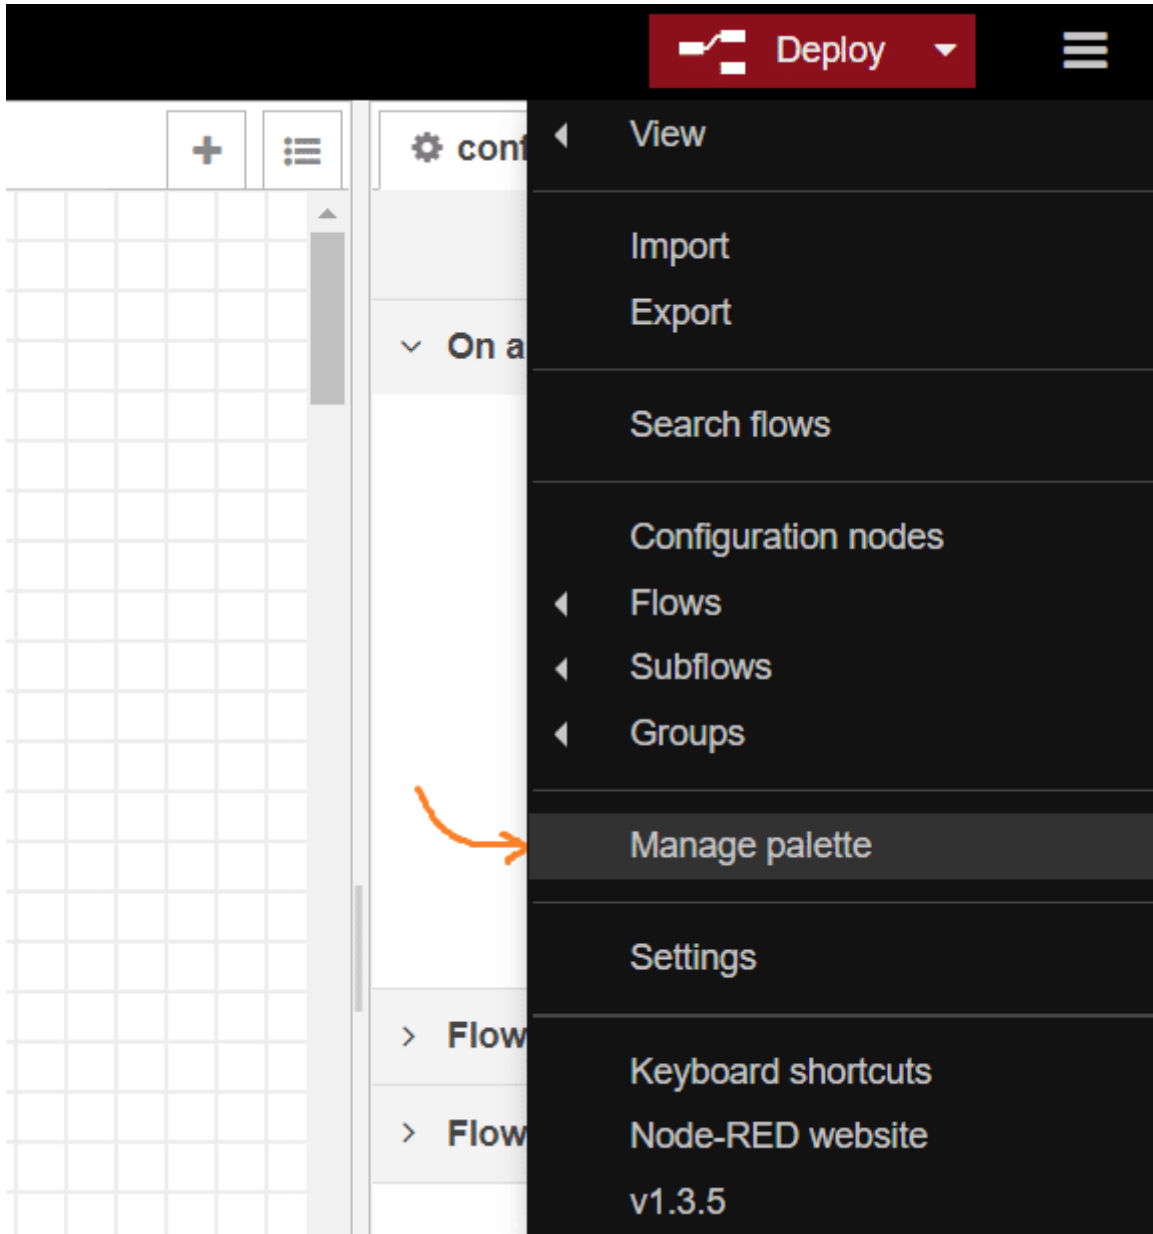 Deploy
conf
View
Import
Export
On a
Search flows
Configuration nodes
Flows
Subflows
Groups
Manage palette
Settings
Flow
Keyboard shortcuts
Flow
Node-RED website
v1.3.5